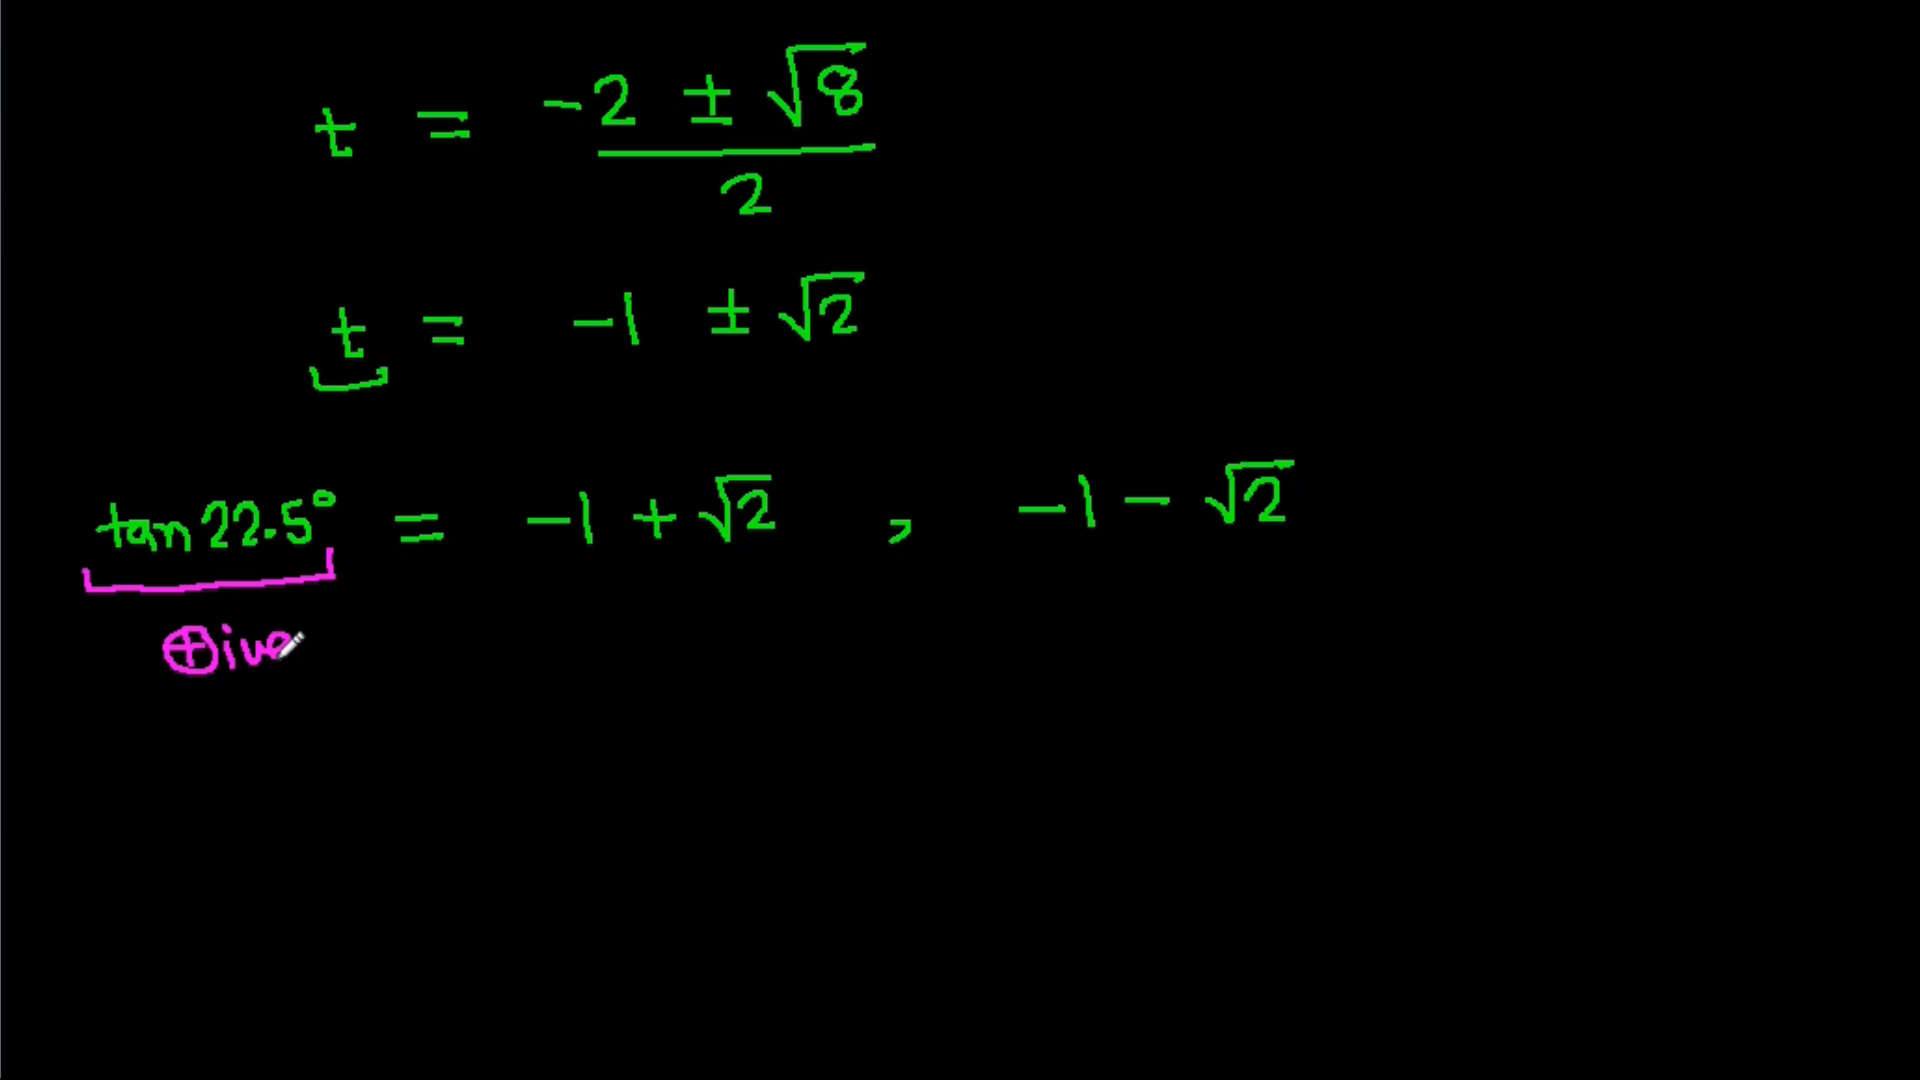 t = -2 ± √8 / 2
t = -1 ± √2
tan 22.5° = -1 + √2 , -1 - √2
⊕ive